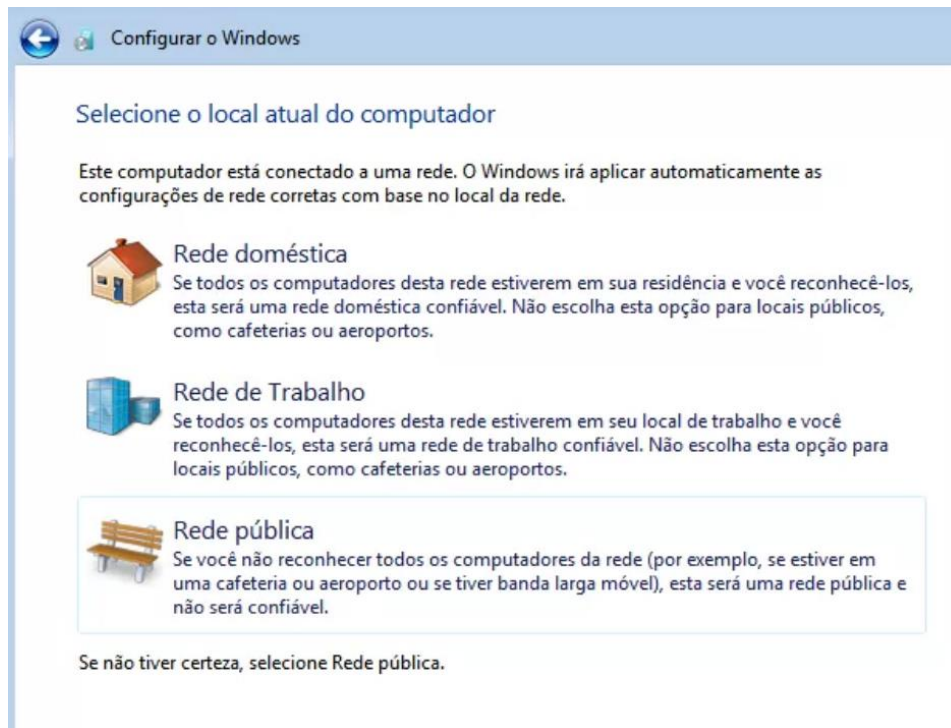 Configurar o Windows
Selecione o local atual do computador
Este computador está conectado a uma rede. O Windows irá aplicar automaticamente as
configurações de rede corretas com base no local da rede.
Rede doméstica
Se todos os computadores desta rede estiverem em sua residência e você reconhecê-los,
esta será uma rede doméstica confiável. Não escolha esta opção para locais públicos,
como cafeterias ou aeroportos.
Rede de Trabalho
Se todos os computadores desta rede estiverem em seu local de trabalho e você
reconhecê-los, esta será uma rede de trabalho confiável. Não escolha esta opção para
locais públicos, como cafeterias ou aeroportos.
Rede pública
Se você não reconhecer todos os computadores da rede (por exemplo, se estiver em
uma cafeteria ou aeroporto ou se tiver banda larga móvel), esta será uma rede pública e
não será confiável.
Se não tiver certeza, selecione Rede pública.